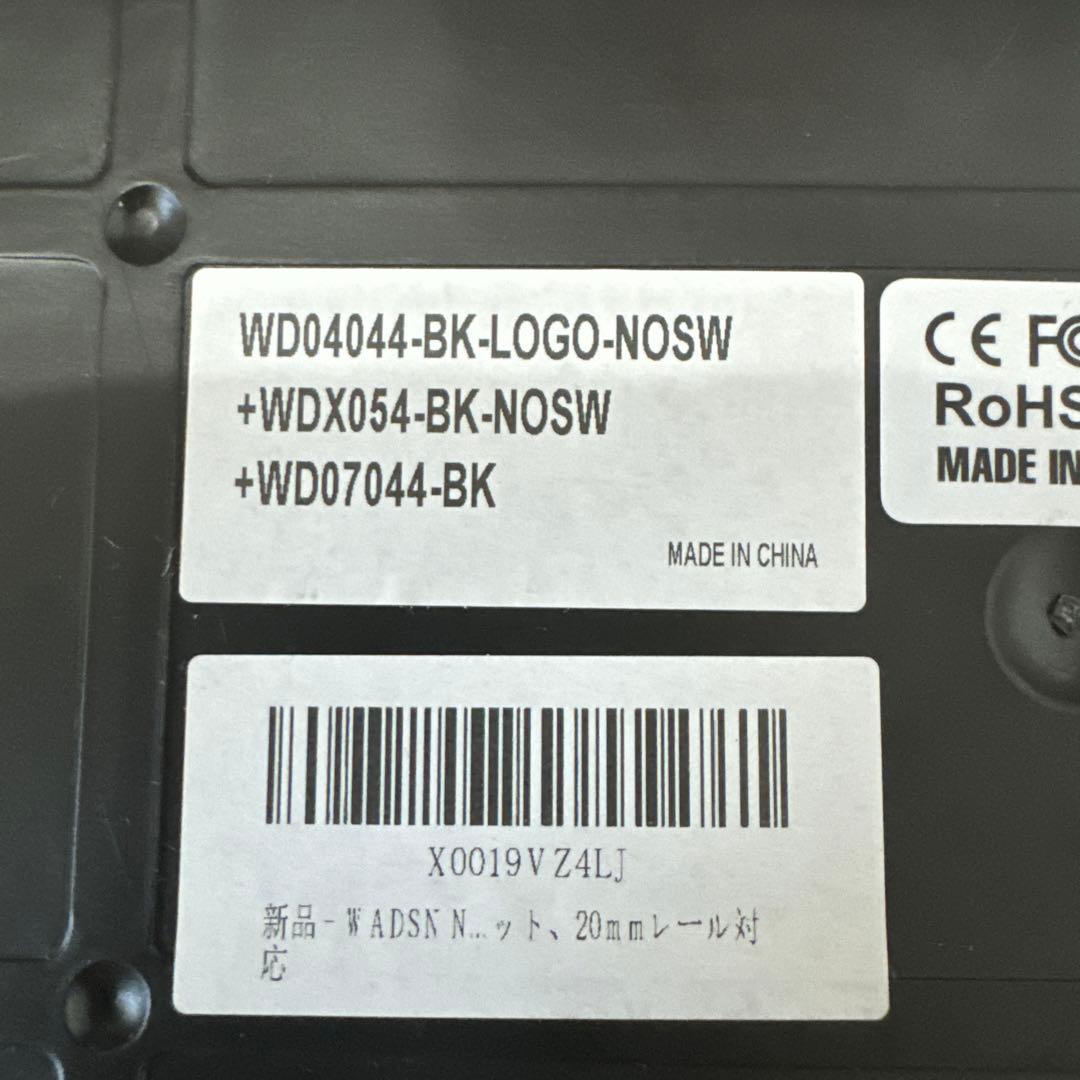 WD04044-BK-LOGO-NOSW
+WDX054-BK-NOSW
+WD07044-BK
MADE IN CHINA
CE FC
RoHS
MADE IN
X0019VZ4LJ
新品 - WADSN N...ット、20mmレール対
応